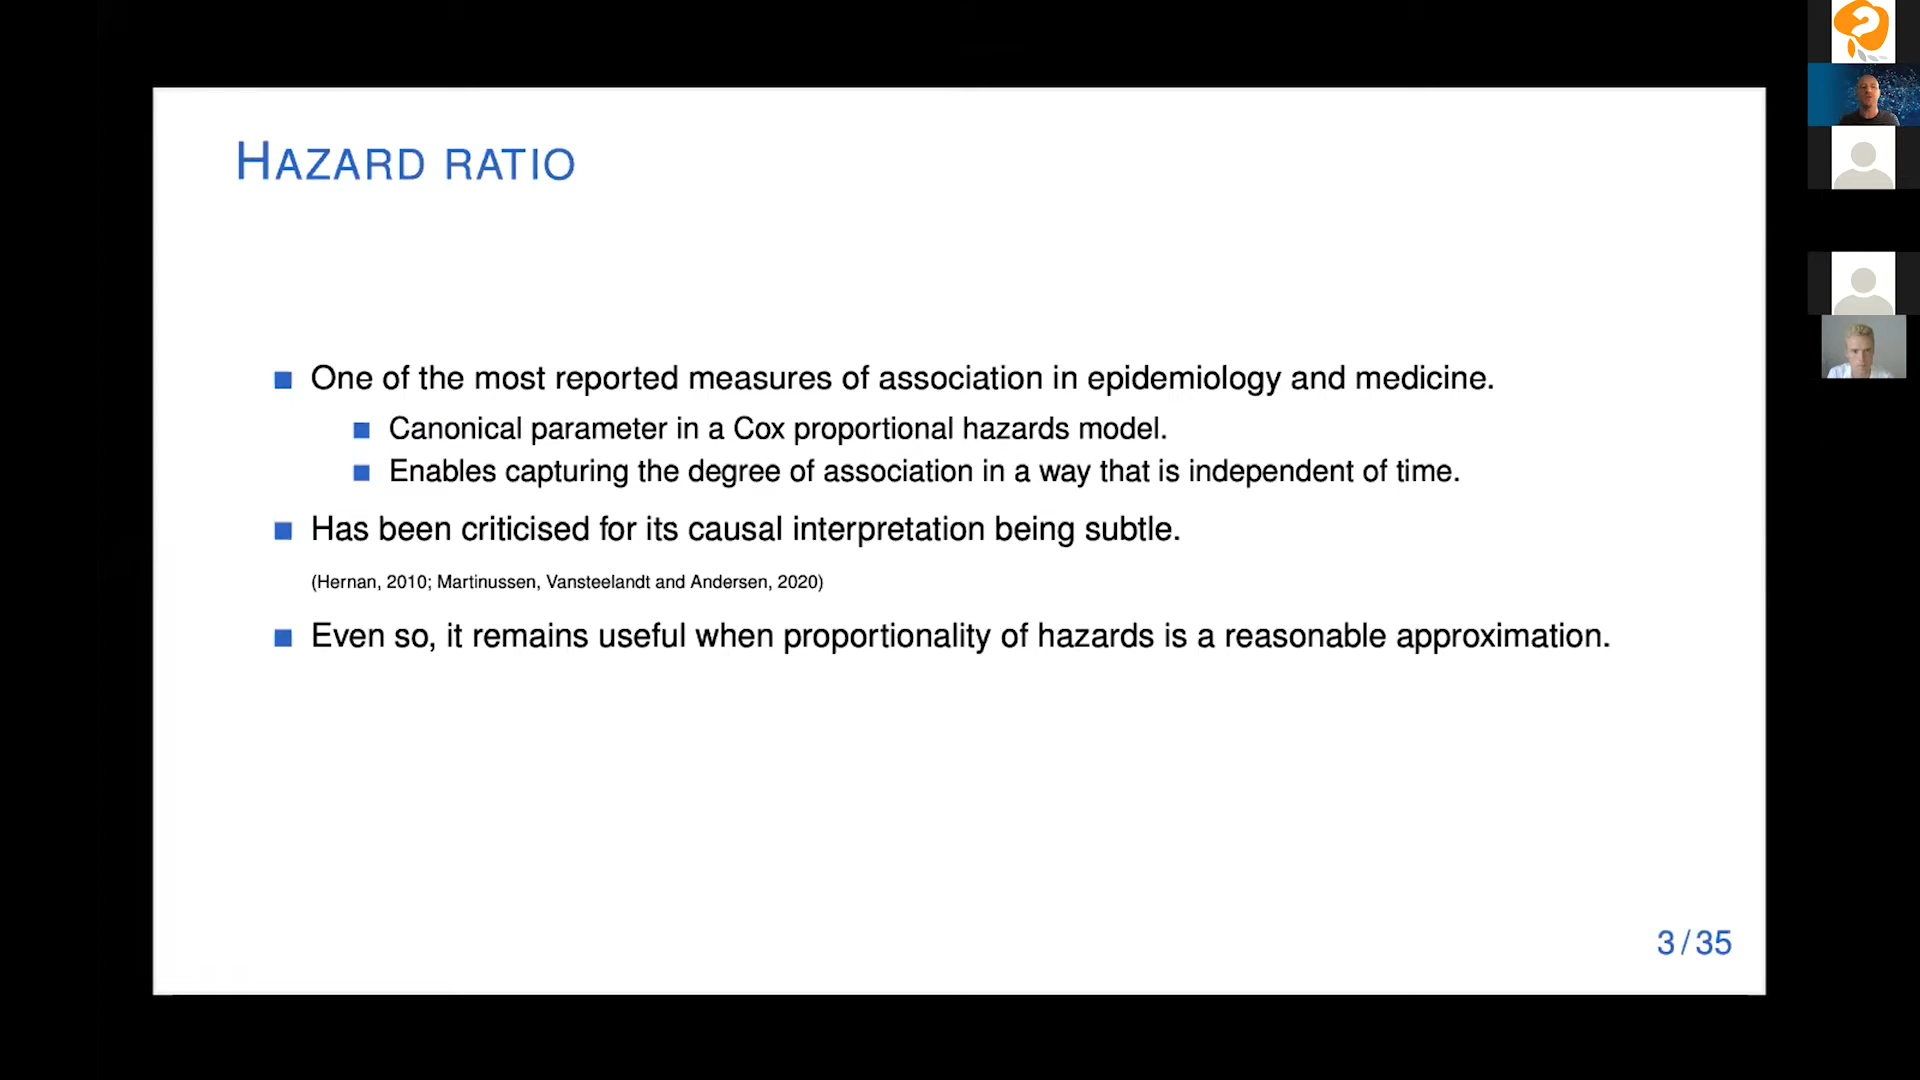 HAZARD RATIO
One of the most reported measures of association in epidemiology and medicine.
Canonical parameter in a Cox proportional hazards model.
Enables capturing the degree of association in a way that is independent of time.
Has been criticised for its causal interpretation being subtle.
(Hernan, 2010; Martinussen, Vansteelandt and Andersen, 2020)
Even so, it remains useful when proportionality of hazards is a reasonable approximation.
3/35